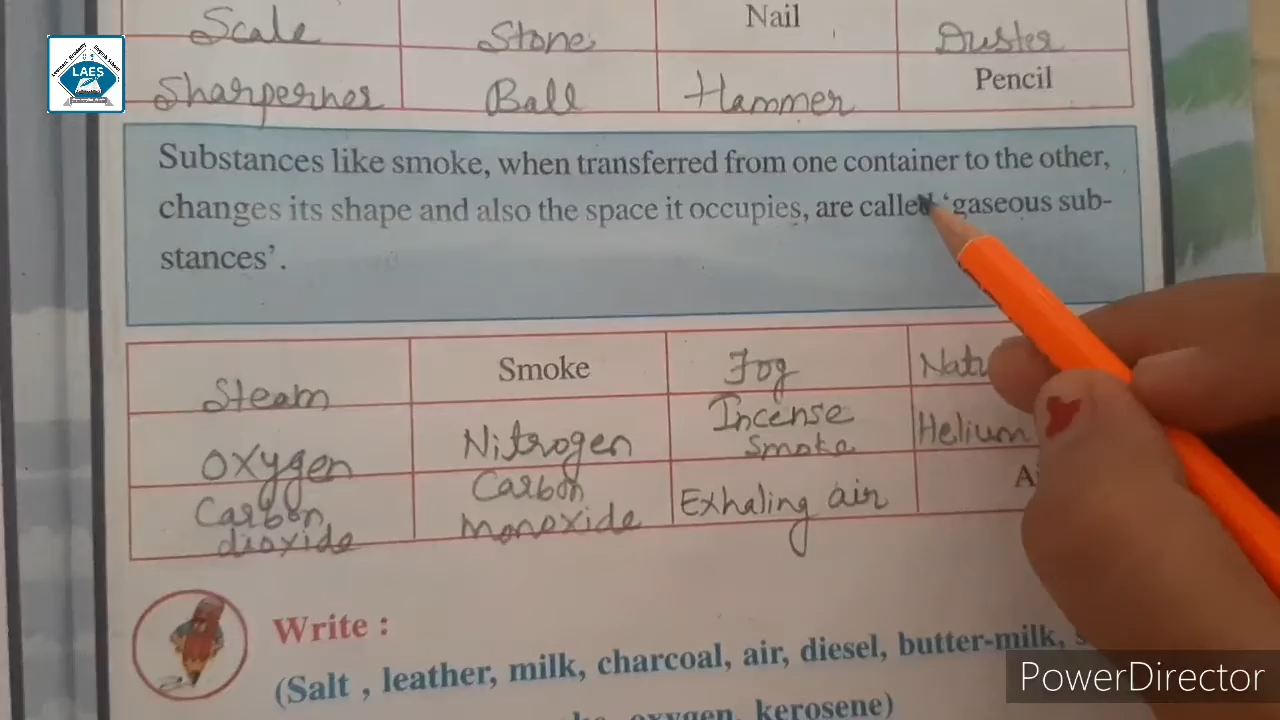 Scale Stone Nail Duster
Sharperner Ball Hammer Pencil
LAES
Substances like smoke, when transferred from one container to the other,
changes its shape and also the space it occupies, are called 'gaseous sub-
stances'.
Steam Smoke Fog
Oxygen Nitrogen Incense Smoke Helium
Carbon dioxide Carbon monoxide Exhaling air
Write :
(Salt , leather, milk, charcoal, air, diesel, butter-milk,
oxygen, kerosene)
PowerDirector